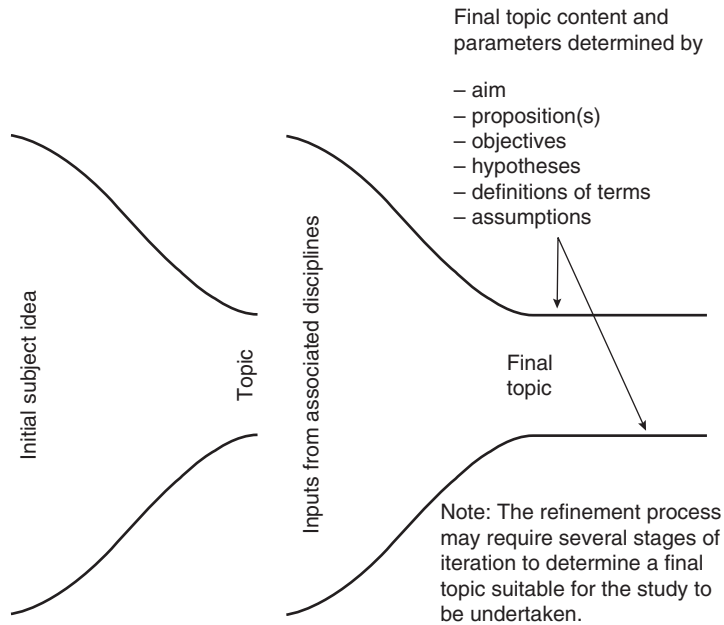 Final topic content and
parameters determined by
– aim
– proposition(s)
– objectives
– hypotheses
– definitions of terms
– assumptions
Initial subject idea
Topic
Inputs from associated disciplines
Final
topic
Note: The refinement process
may require several stages of
iteration to determine a final
topic suitable for the study to
be undertaken.